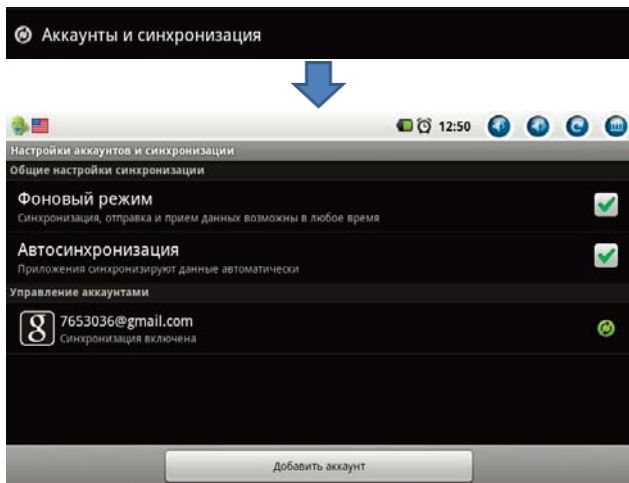 Аккаунты и синхронизация
12:50
Настройки аккаунтов и синхронизации
Общие настройки синхронизации
Фоновый режим
Синхронизация, отправка и прием данных возможны в любое время
Автосинхронизация
Приложения синхронизируют данные автоматически
Управление аккаунтами
g 7653036@gmail.com
Синхронизация включена
Добавить аккаунт